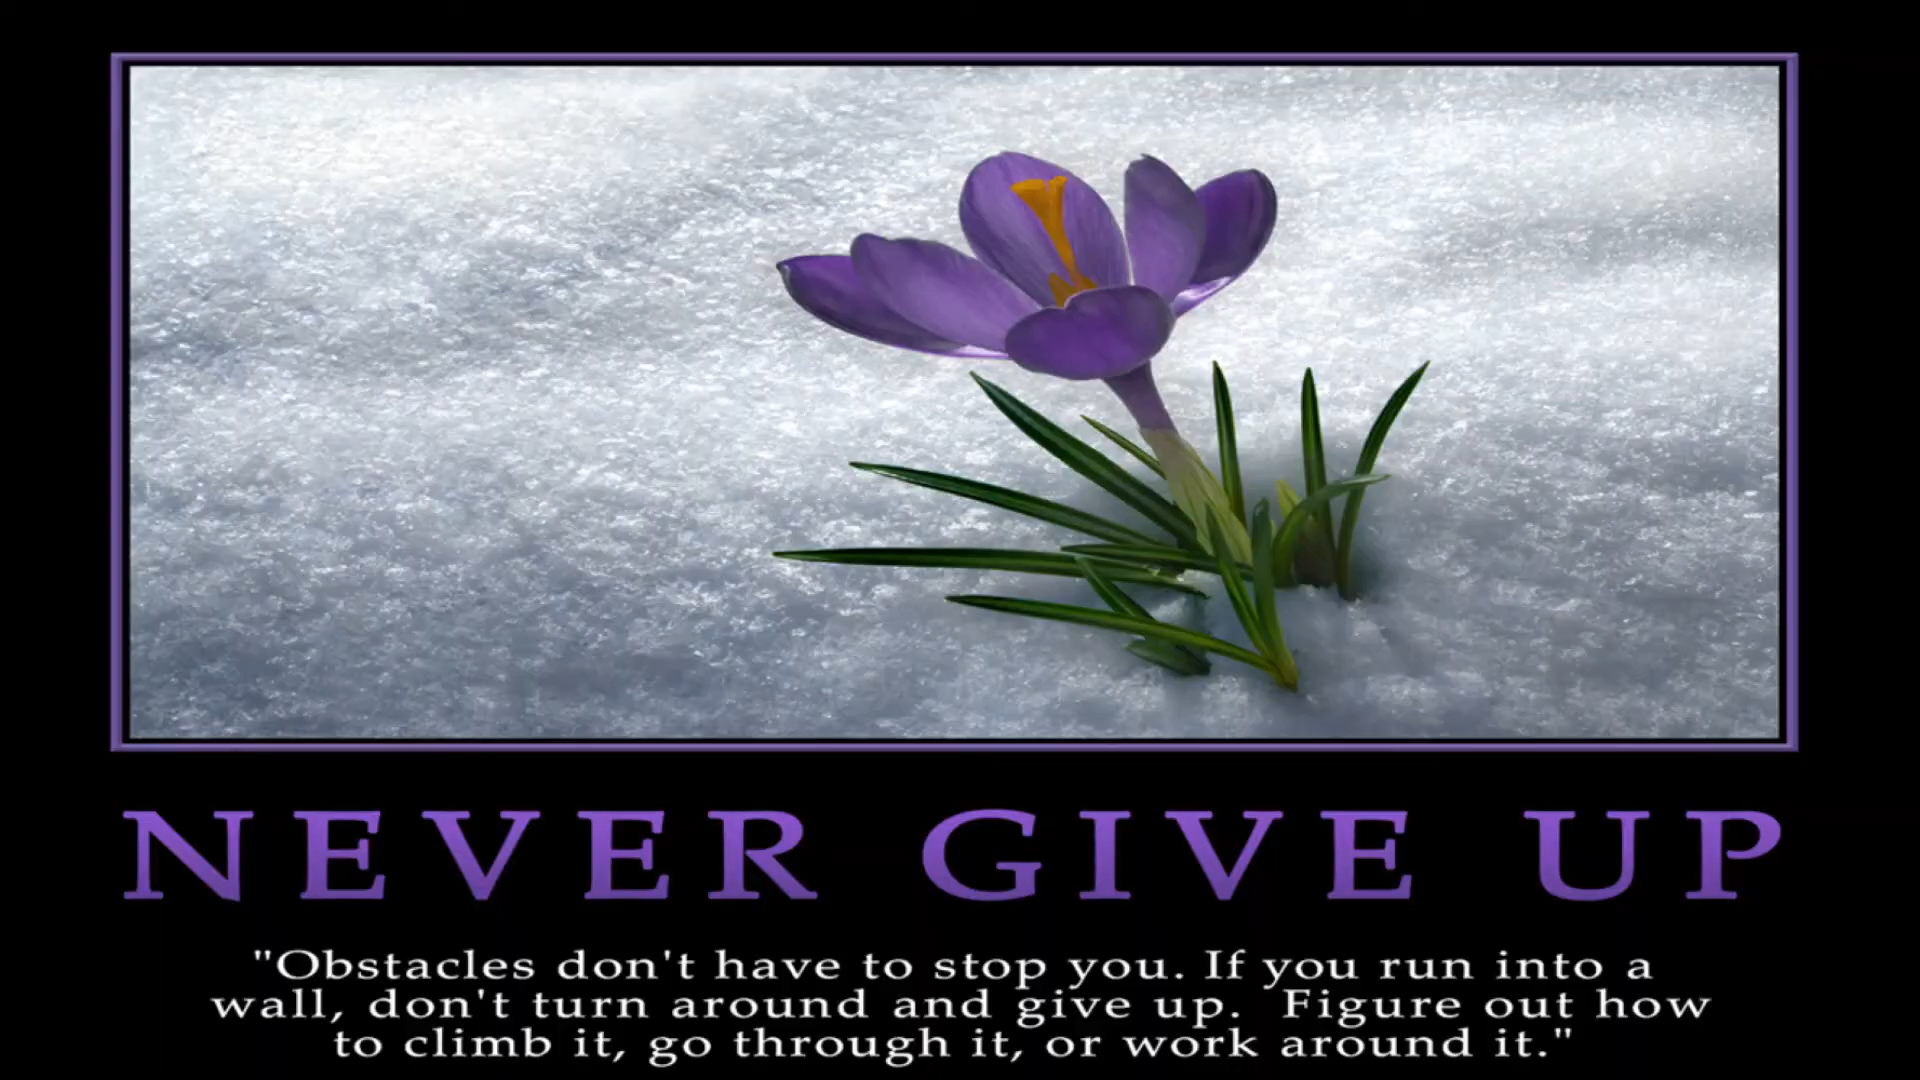 NEVER GIVE UP
"Obstacles don't have to stop you. If you run into a
wall, don't turn around and give up.  Figure out how
to climb it, go through it, or work around it."